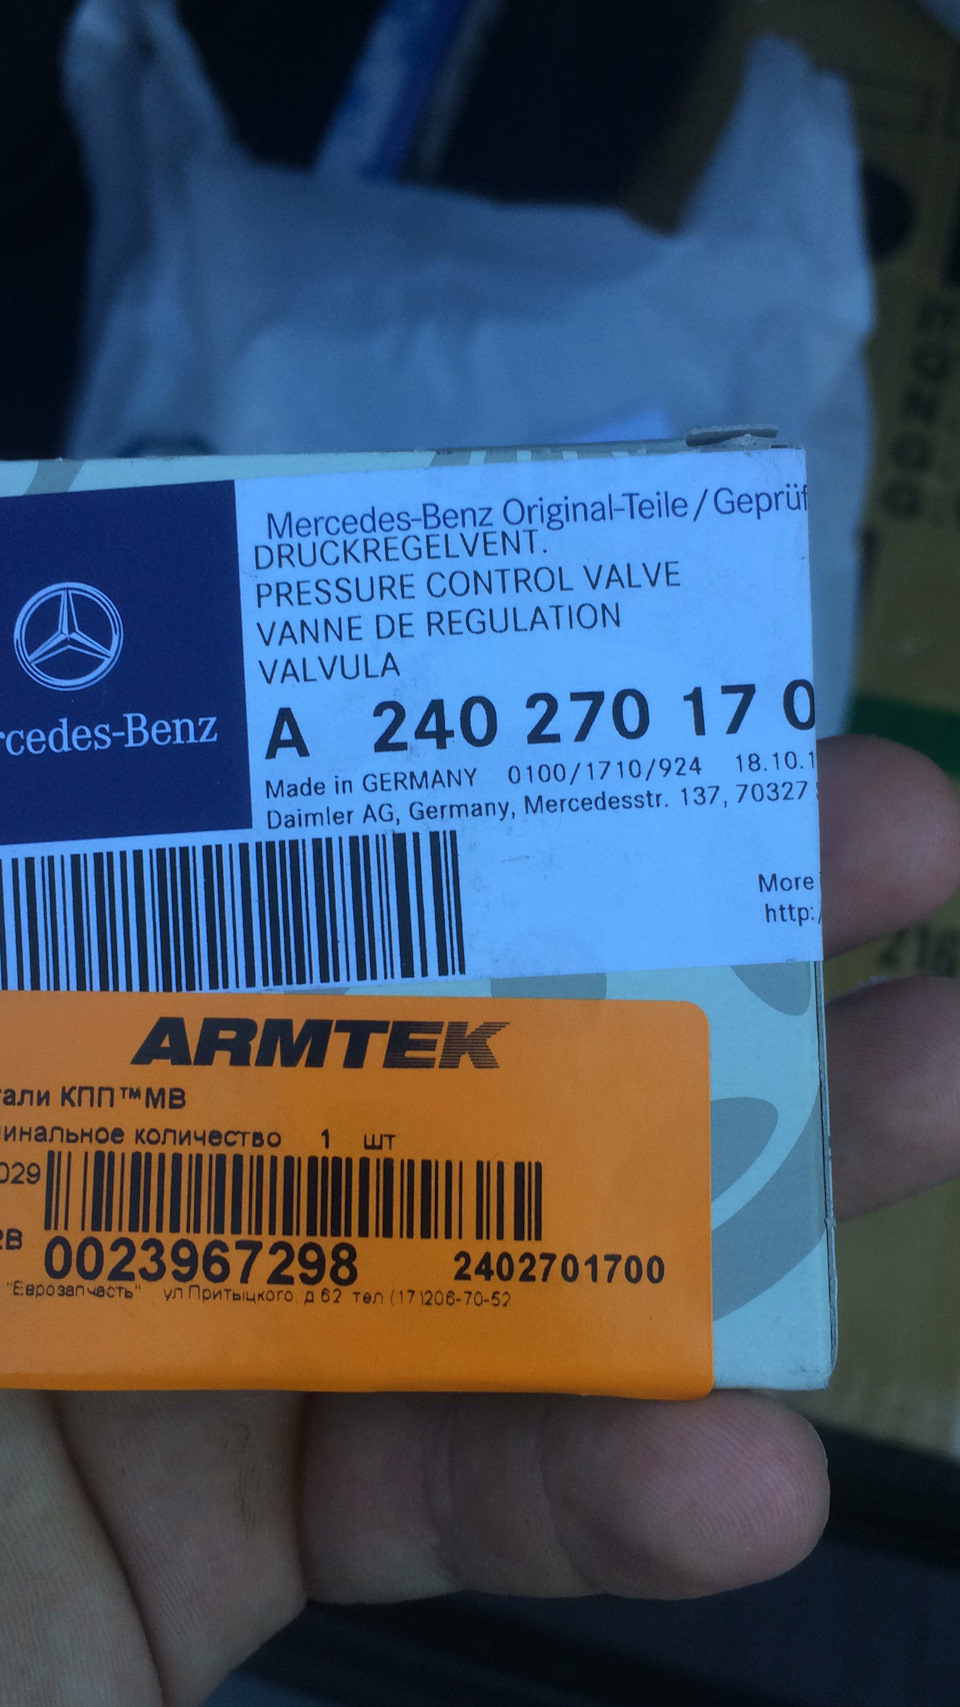 Mercedes-Benz Original-Teile/Geprüf
DRUCKREGELVENT.
PRESSURE CONTROL VALVE
VANNE DE REGULATION
VALVULA
rcedes-Benz
A 240 270 17 0
Made in GERMANY 0100/1710/924 18.10.1
Daimler AG, Germany, Mercedesstr. 137, 70327
More
http:/
ARMTEK
тали КПП™МВ
инальное количество 1 шт
029
2В
0023967298 2402701700
"Еврозапчасть" ул Притыцкого, д 62 тел (17)206-70-52
216